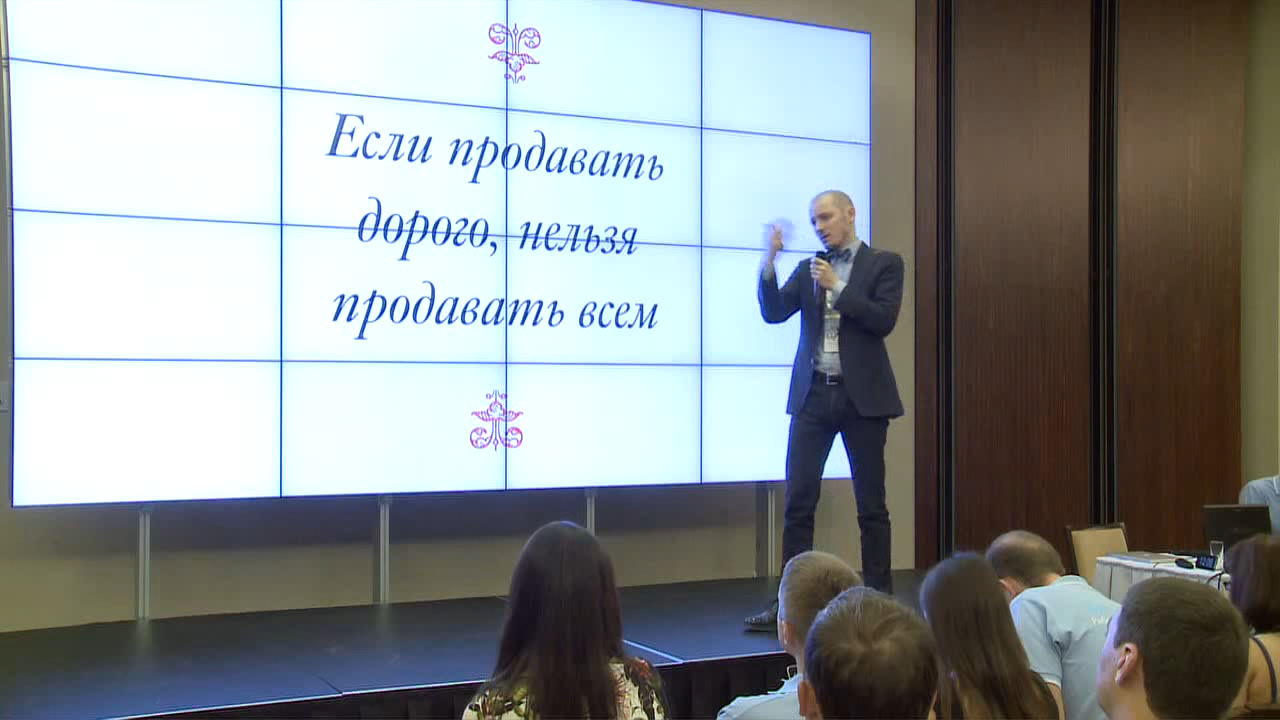 Если продавать
дорого, нельзя
продавать всем